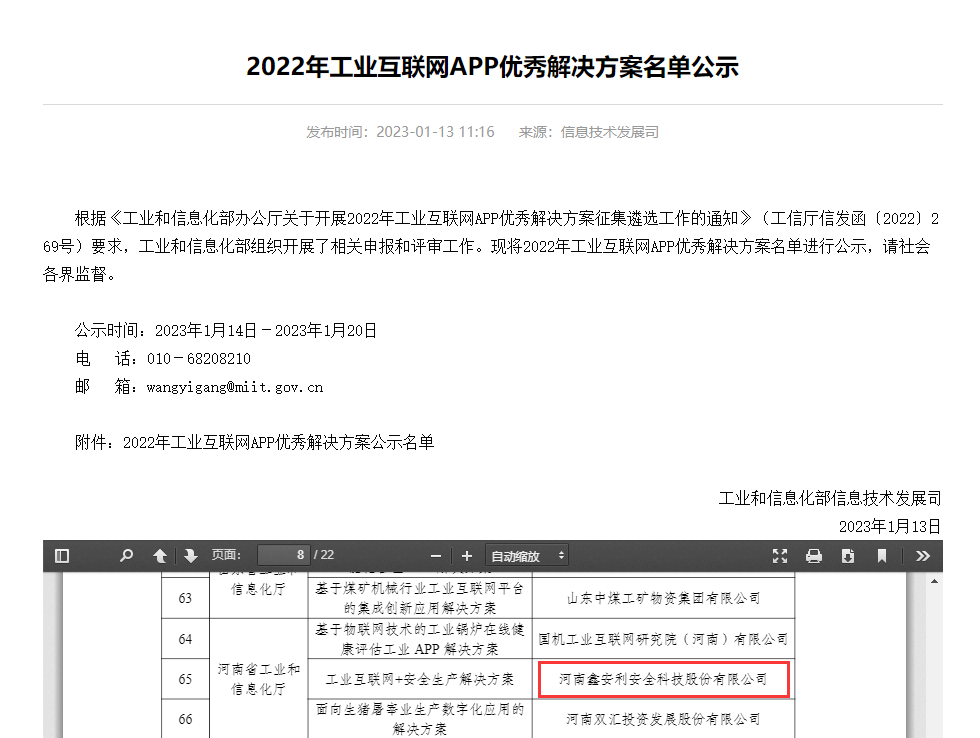 2022年工业互联网APP优秀解决方案名单公示
发布时间：2023-01-13 11:16 来源：信息技术发展司
根据《工业和信息化部办公厅关于开展2022年工业互联网APP优秀解决方案征集遴选工作的通知》（工信厅信发函〔2022〕2
69号）要求，工业和信息化部组织开展了相关申报和评审工作。现将2022年工业互联网APP优秀解决方案名单进行公示，请社会
各界监督。
公示时间：2023年1月14日－2023年1月20日
电 话：010－68208210
邮 箱：wangyigang@miit.gov.cn
附件：2022年工业互联网APP优秀解决方案公示名单
工业和信息化部信息技术发展司
2023年1月13日
页面： 8 / 22 自动缩放
信息化厅
63 基于煤矿机械行业工业互联网平台
的集成创新应用解决方案 山东中煤工矿物资集团有限公司
64 基于物联网技术的工业锅炉在线健
康评估工业 APP 解决方案 国机工业互联网研究院（河南）有限公司
河南省工业和
信息化厅
65 工业互联网+安全生产解决方案 河南鑫安利安全科技股份有限公司
66 面向生猪屠宰业生产数字化应用的
解决方案 河南双汇投资发展股份有限公司